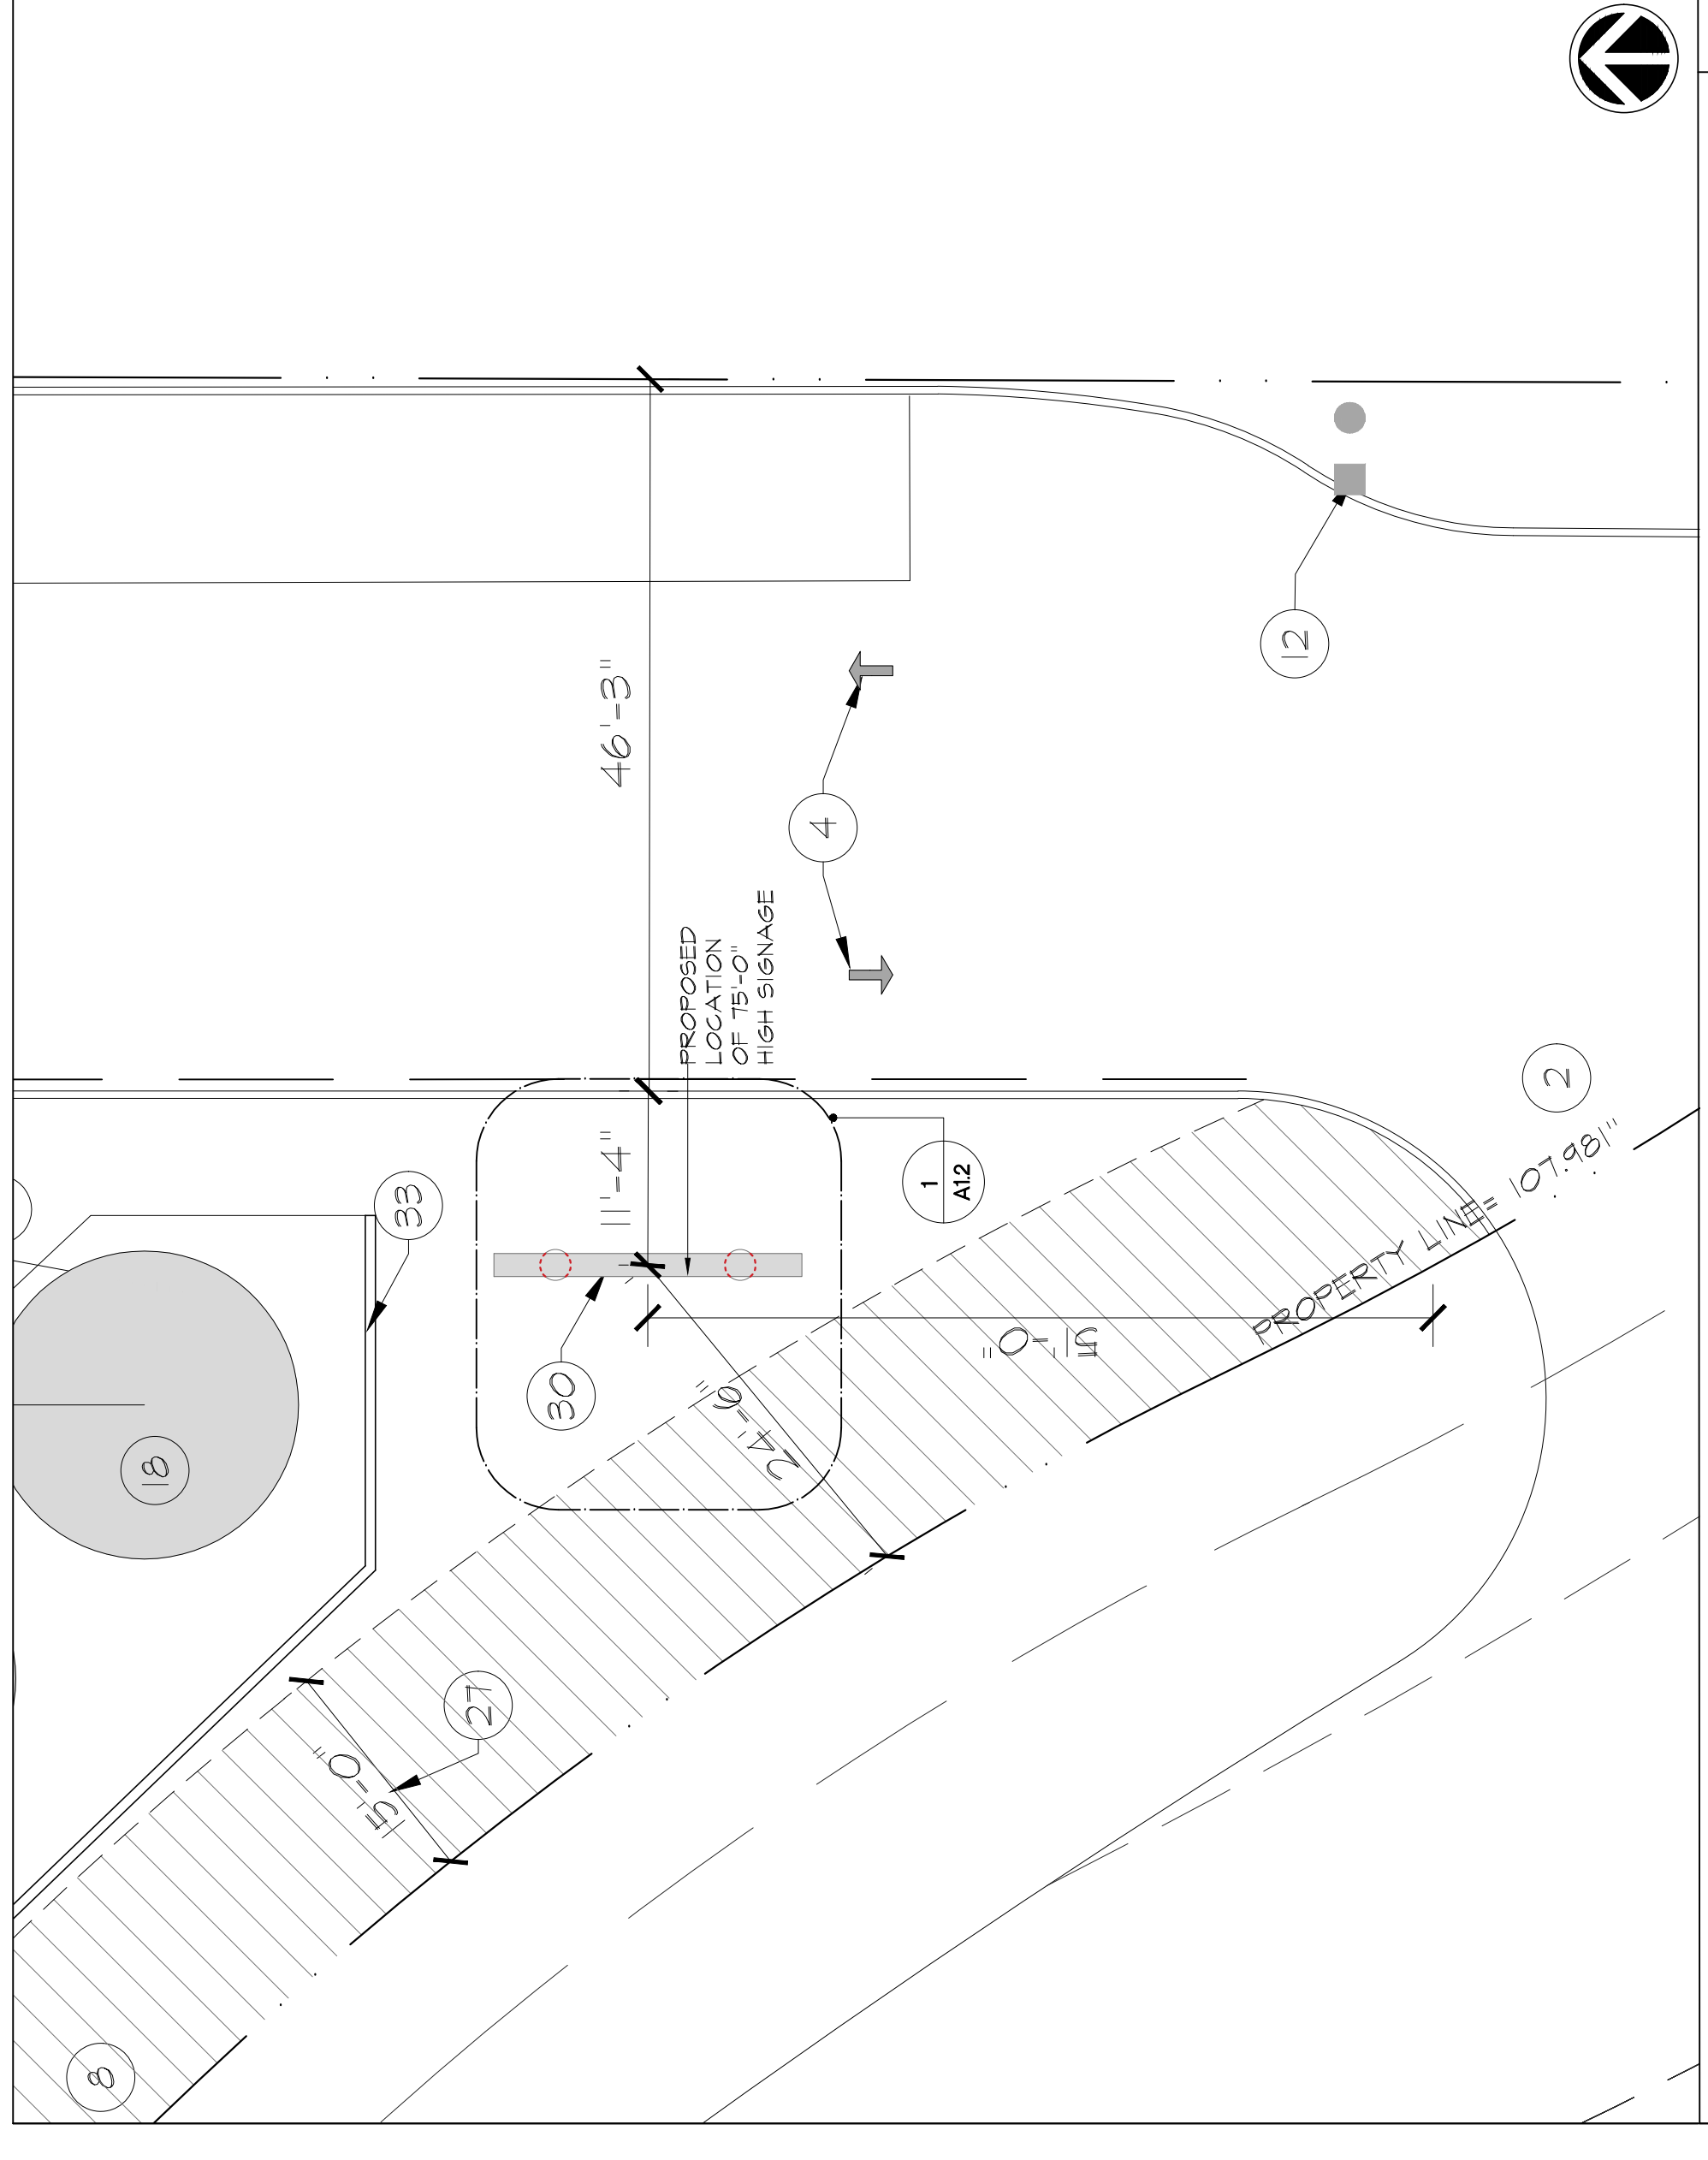 46'-3"
12
4
PROPOSED
LOCATION
OF 75'-0"
HIGH SIGNAGE
2
11'-4"
33
1
A1.2
PROPERTY LINE= 107.981"
51'-0"
30
24'-6"
18
27
15'-0"
8